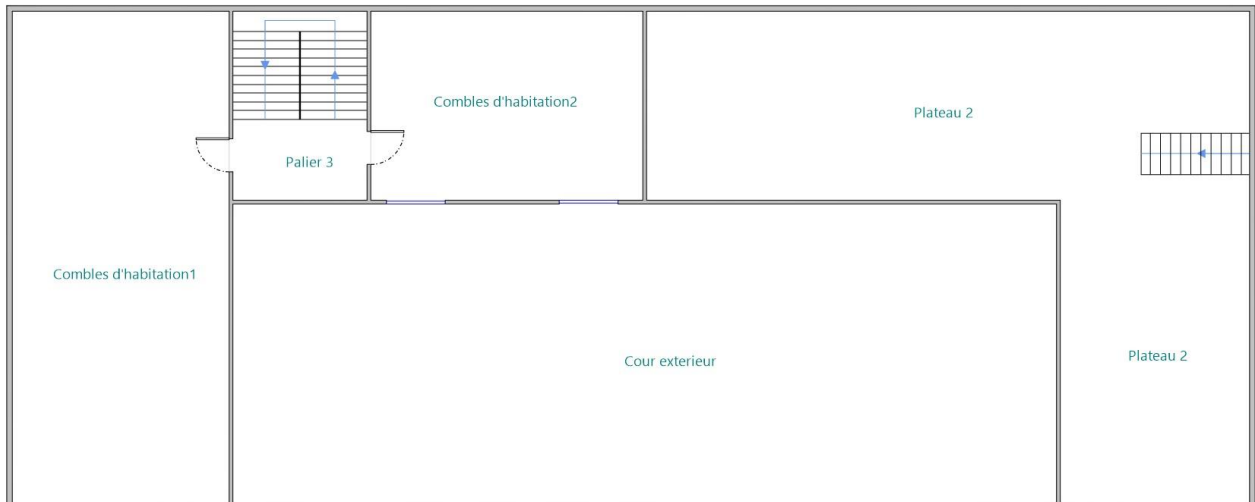 Combles d'habitation2
Plateau 2
Palier 3
Combles d'habitation1
Cour exterieur
Plateau 2